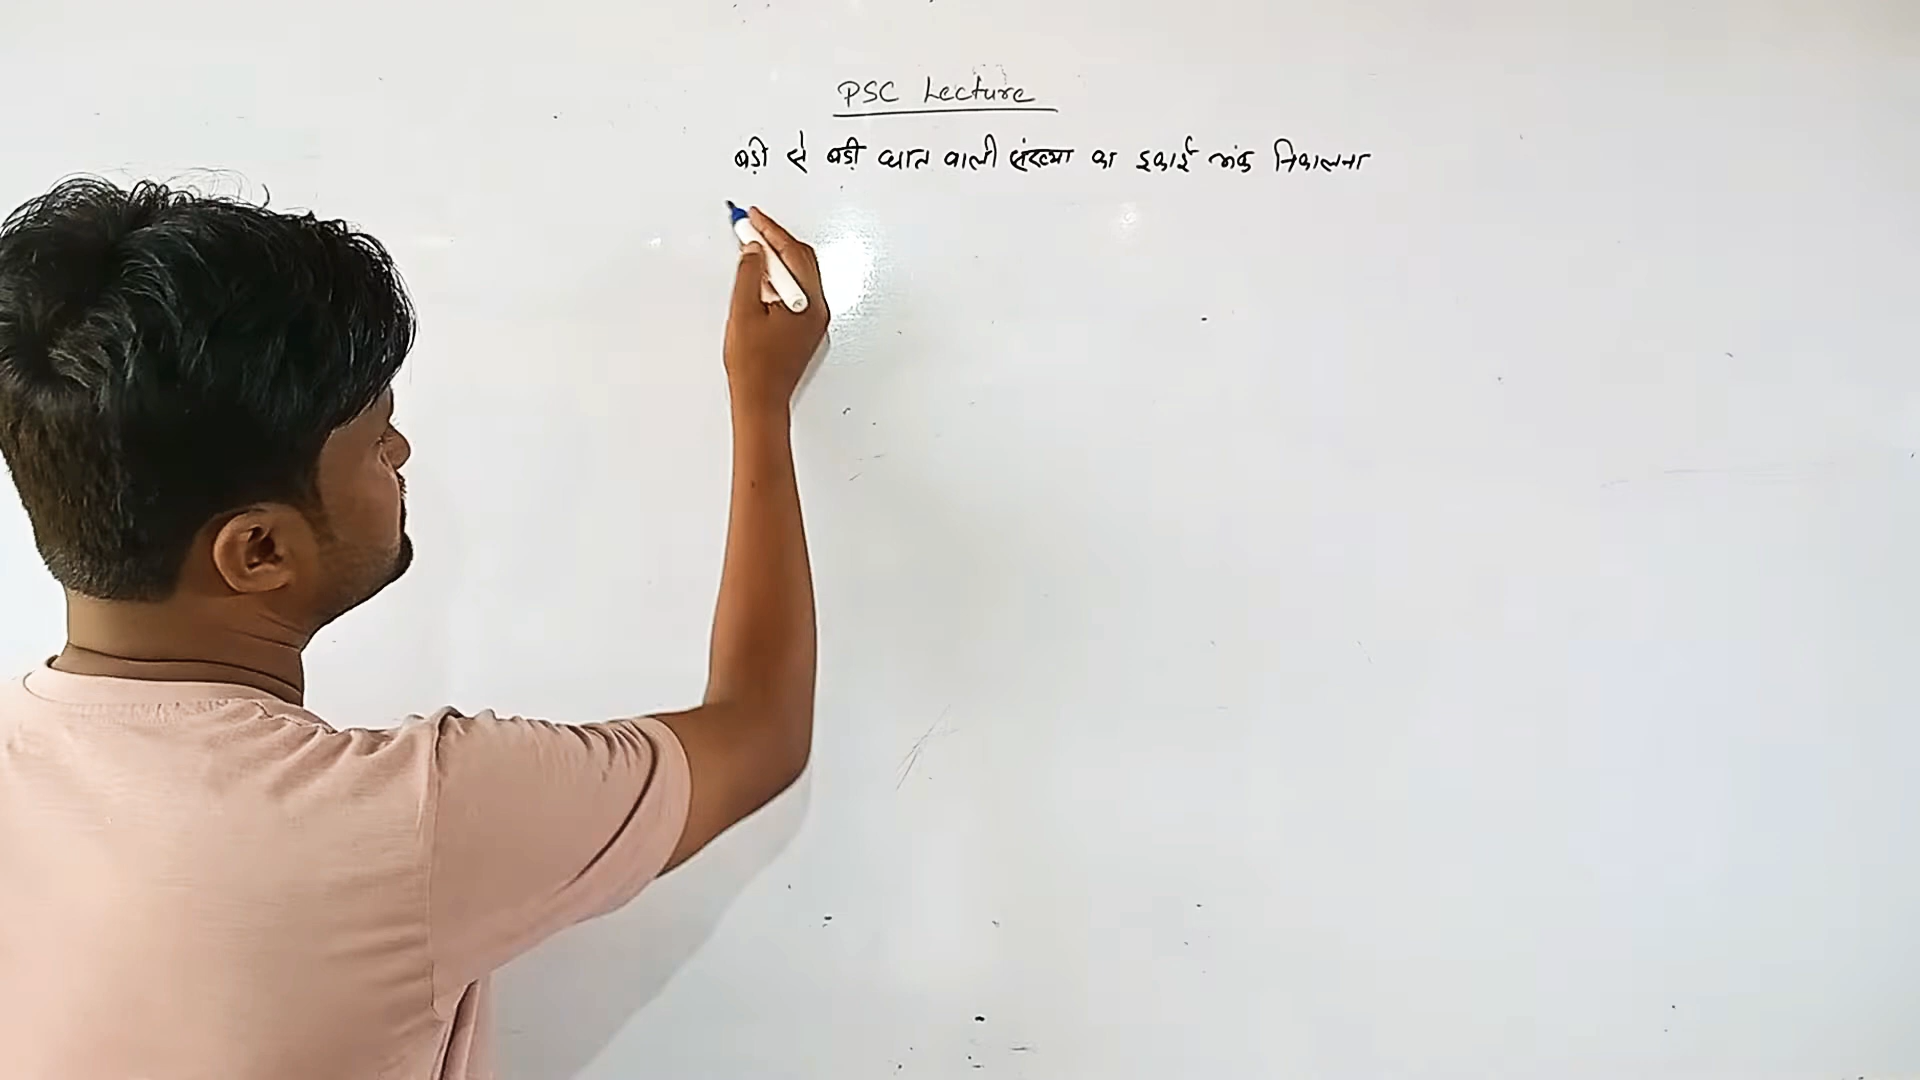 PSC Lecture
बड़ी से बड़ी घात वाली संख्या का इकाई अंक निकालना